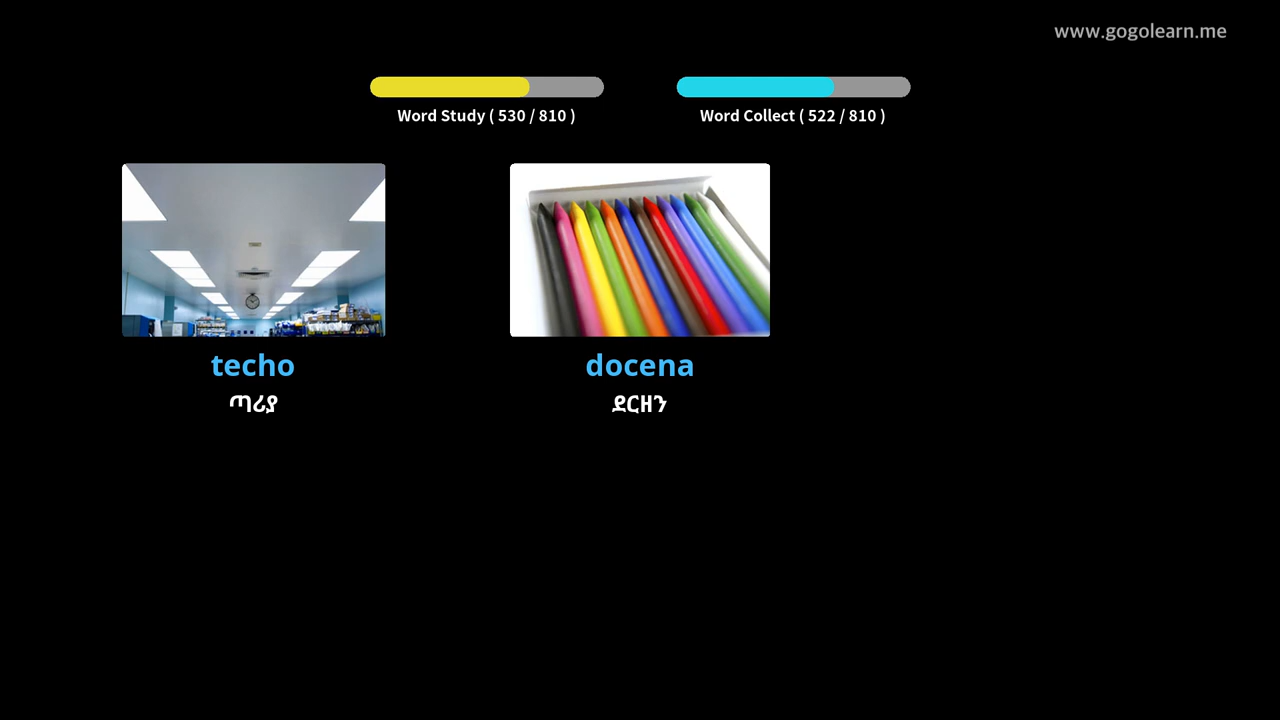 www.gogolearn.me
Word Study ( 530 / 810 )
Word Collect ( 522 / 810 )
techo
ጣሪያ
docena
ደርዘን